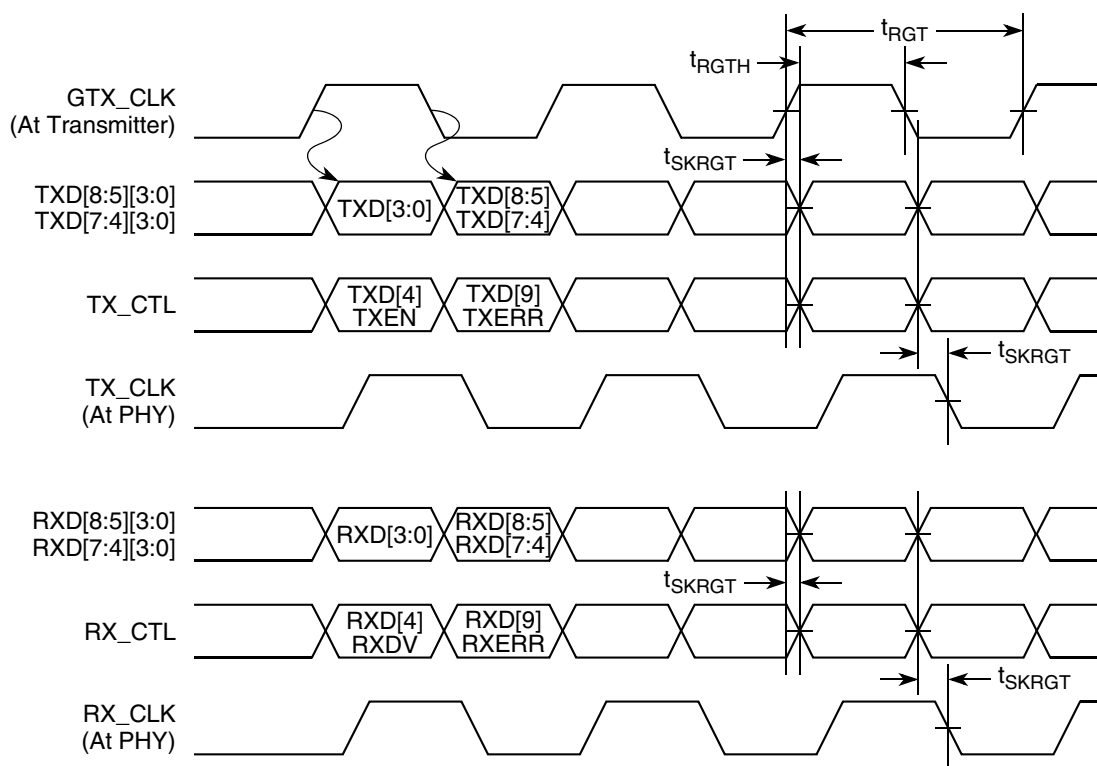 tRGT
tRGTH
GTX_CLK
(At Transmitter)
tSKRGT
TXD[8:5][3:0]
TXD[7:4][3:0]
TXD[3:0]
TXD[8:5]
TXD[7:4]
TX_CTL
TXD[4]
TXEN
TXD[9]
TXERR
tSKRGT
TX_CLK
(At PHY)
RXD[8:5][3:0]
RXD[7:4][3:0]
RXD[3:0]
RXD[8:5]
RXD[7:4]
tSKRGT
RX_CTL
RXD[4]
RXDV
RXD[9]
RXERR
tSKRGT
RX_CLK
(At PHY)